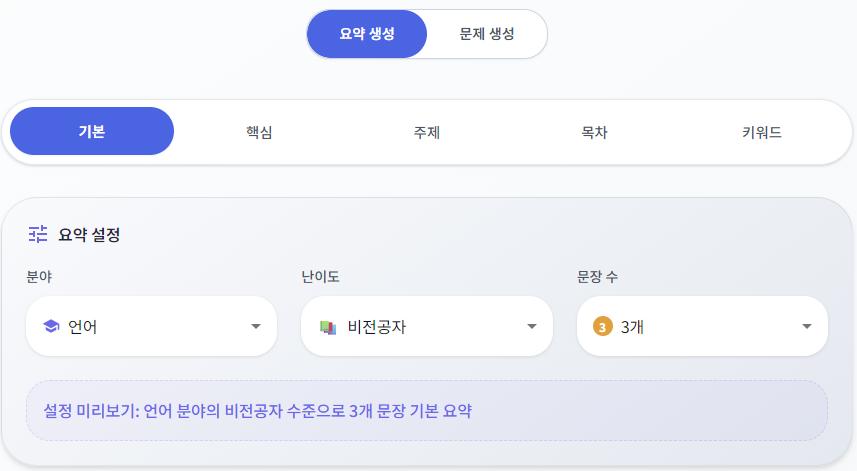 요약 생성 문제 생성
기본 핵심 주제 목차 키워드
요약 설정
분야 난이도 문장 수
언어 비전공자 3 3개
설정 미리보기: 언어 분야의 비전공자 수준으로 3개 문장 기본 요약